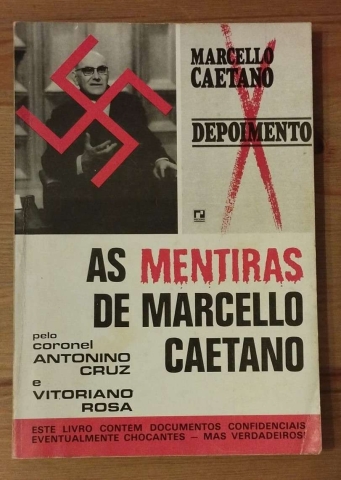 MARCELLO
CAETANO
DEPOIMENTO
AS MENTIRAS
DE MARCELLO
CAETANO
pelo
coronel
ANTONINO
CRUZ
e
VITORIANO
ROSA
ESTE LIVRO CONTEM DOCUMENTOS CONFIDENCIAIS
EVENTUALMENTE CHOCANTES — MAS VERDADEIROS!